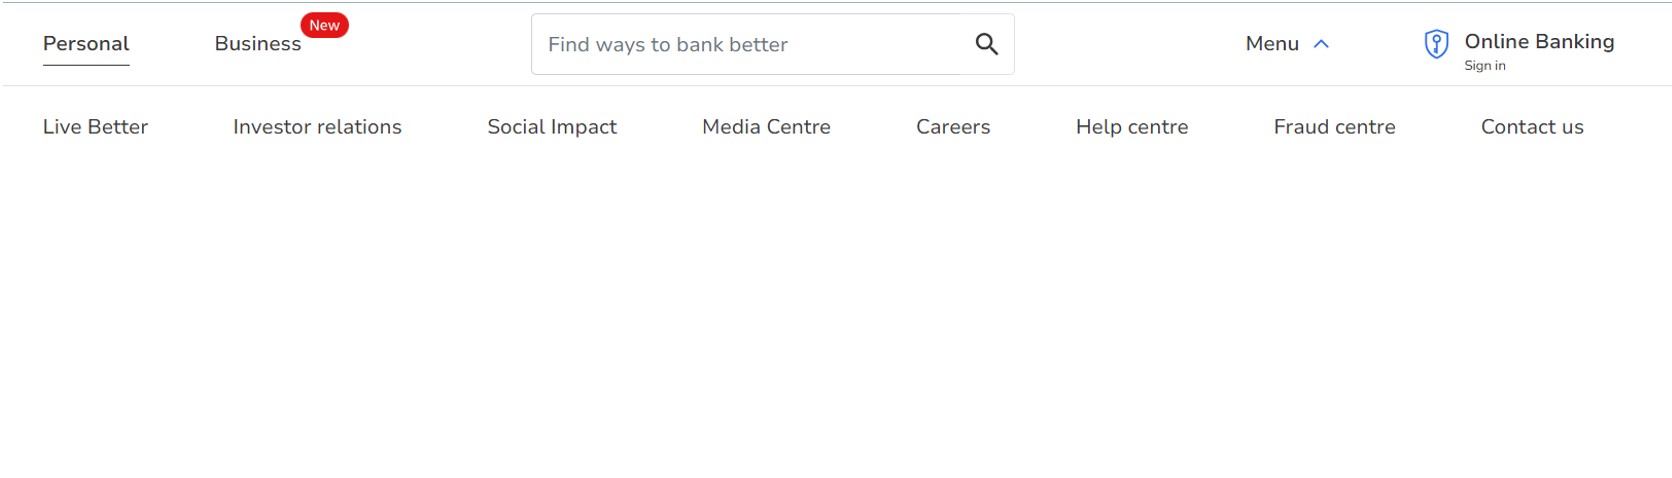 Personal Business New Find ways to bank better Menu Online Banking
Sign in
Live Better Investor relations Social Impact Media Centre Careers Help centre Fraud centre Contact us